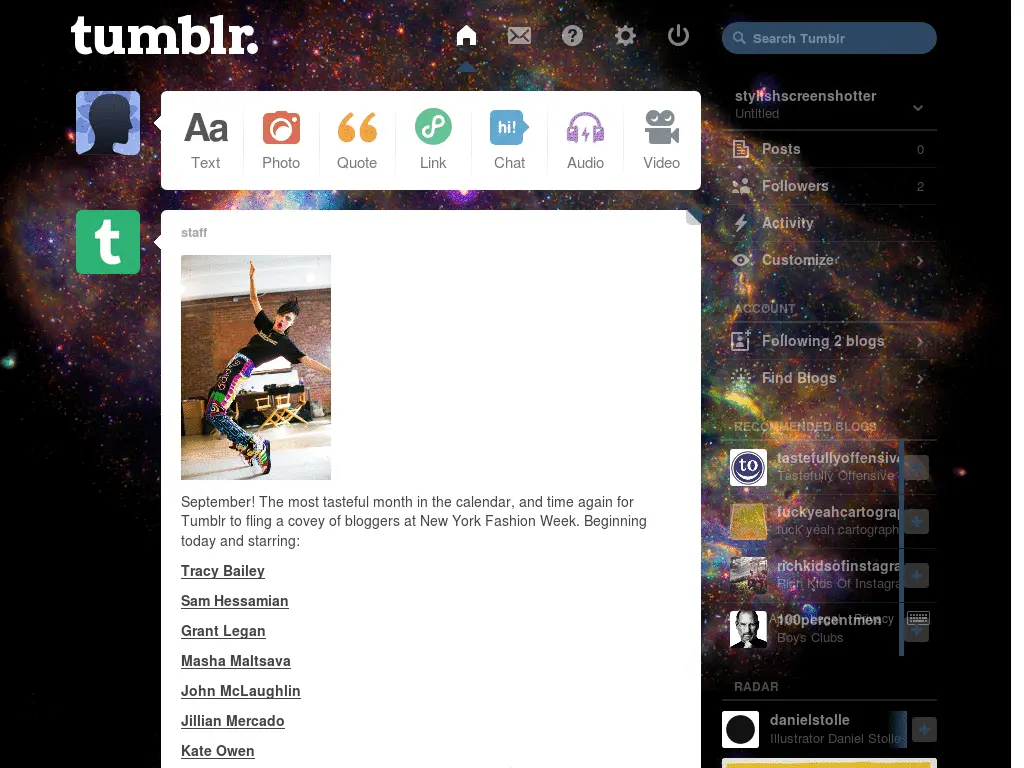 tumblr.
Search Tumblr
Aa
Text
Photo
Quote
Link
hi!
Chat
Audio
Video
stylishscreenshotter
Untitled
Posts 0
Followers 2
Activity
Customize
ACCOUNT
Following 2 blogs
Find Blogs
RECOMMENDED BLOGS
to
tastefullyoffensiv
Tastefully Offensive
fuckyeahcartograp
fuck yeah cartograph
richkidsofinstagra
Rich Kids Of Instagra
100percentmen
Legal Privacy
Boys Clubs
RADAR
danielstolle
Illustrator Daniel Stolle
t
staff
September! The most tasteful month in the calendar, and time again for
Tumblr to fling a covey of bloggers at New York Fashion Week. Beginning
today and starring:
Tracy Bailey
Sam Hessamian
Grant Legan
Masha Maltsava
John McLaughlin
Jillian Mercado
Kate Owen